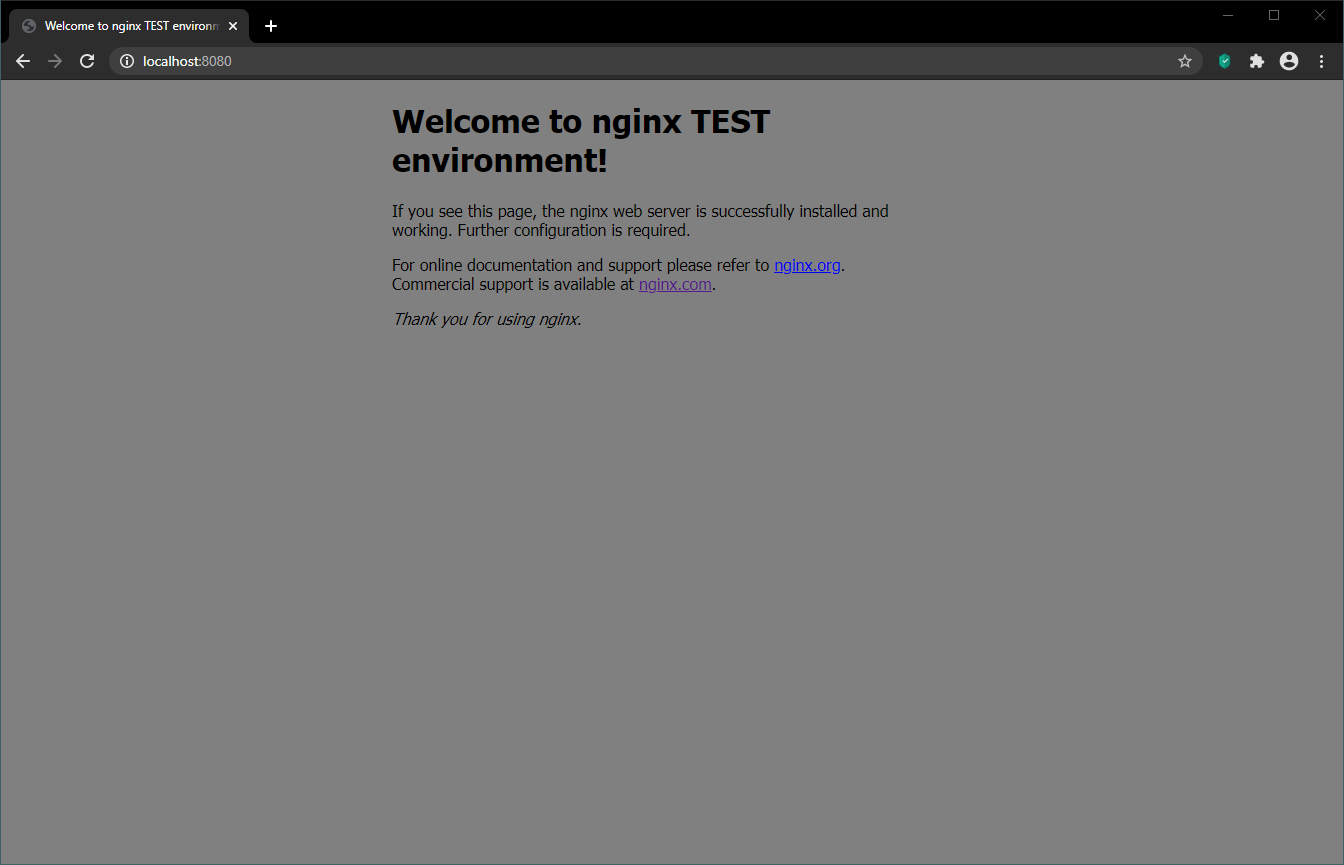 Welcome to nginx TEST environm
localhost:8080
Welcome to nginx TEST
environment!
If you see this page, the nginx web server is successfully installed and
working. Further configuration is required.
For online documentation and support please refer to nginx.org.
Commercial support is available at nginx.com.
Thank you for using nginx.